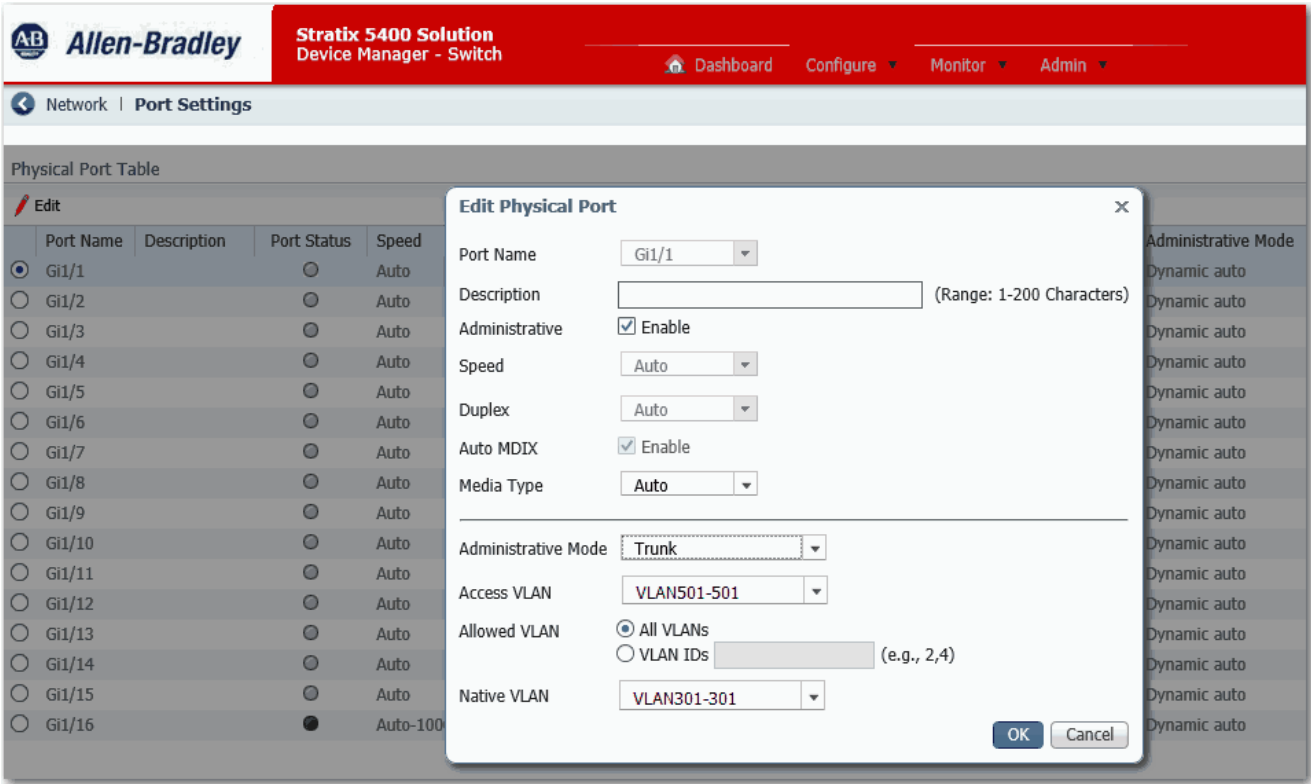 AB
Allen-Bradley
Stratix 5400 Solution
Device Manager - Switch
Dashboard Configure Monitor Admin
Network | Port Settings
Physical Port Table
Edit
Port Name Description Port Status Speed Administrative Mode
Gi1/1 Auto Dynamic auto
Gi1/2 Auto Dynamic auto
Gi1/3 Auto Dynamic auto
Gi1/4 Auto Dynamic auto
Gi1/5 Auto Dynamic auto
Gi1/6 Auto Dynamic auto
Gi1/7 Auto Dynamic auto
Gi1/8 Auto Dynamic auto
Gi1/9 Auto Dynamic auto
Gi1/10 Auto Dynamic auto
Gi1/11 Auto Dynamic auto
Gi1/12 Auto Dynamic auto
Gi1/13 Auto Dynamic auto
Gi1/14 Auto Dynamic auto
Gi1/15 Auto Dynamic auto
Gi1/16 Auto-100 Dynamic auto
Edit Physical Port
Port Name Gi1/1
Description (Range: 1-200 Characters)
Administrative Enable
Speed Auto
Duplex Auto
Auto MDIX Enable
Media Type Auto
Administrative Mode Trunk
Access VLAN VLAN501-501
Allowed VLAN All VLANs
VLAN IDs (e.g., 2,4)
Native VLAN VLAN301-301
OK Cancel